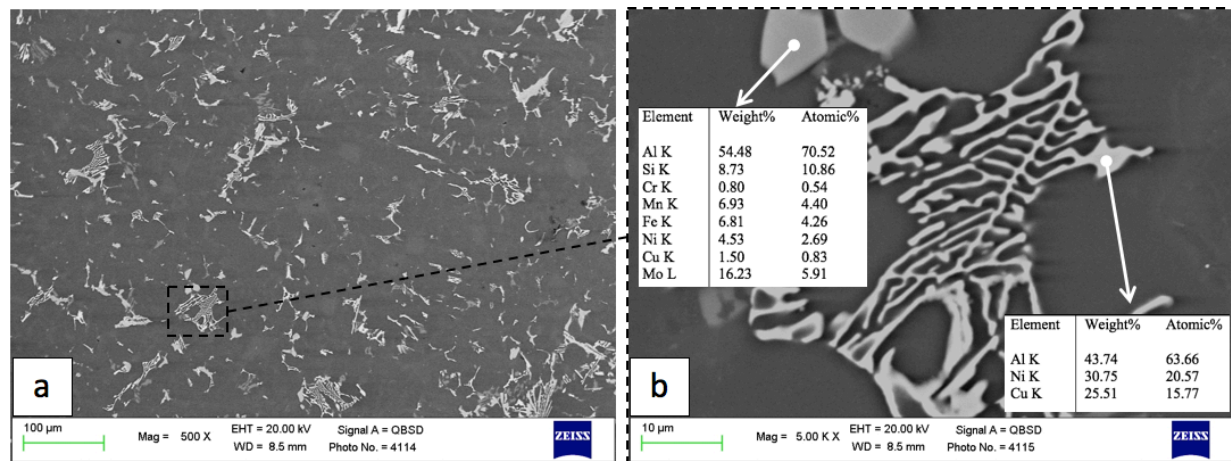 Element Weight% Atomic%
Al K 54.48 70.52
Si K 8.73 10.86
Cr K 0.80 0.54
Mn K 6.93 4.40
Fe K 6.81 4.26
Ni K 4.53 2.69
Cu K 1.50 0.83
Mo L 16.23 5.91
Element Weight% Atomic%
Al K 43.74 63.66
Ni K 30.75 20.57
Cu K 25.51 15.77
a
b
100 µm
Mag = 500 X
EHT = 20.00 kV
WD = 8.5 mm
Signal A = QBSD
Photo No. = 4114
ZEISS
10 µm
Mag = 5.00 K X
EHT = 20.00 kV
WD = 8.5 mm
Signal A = QBSD
Photo No. = 4115
ZEISS